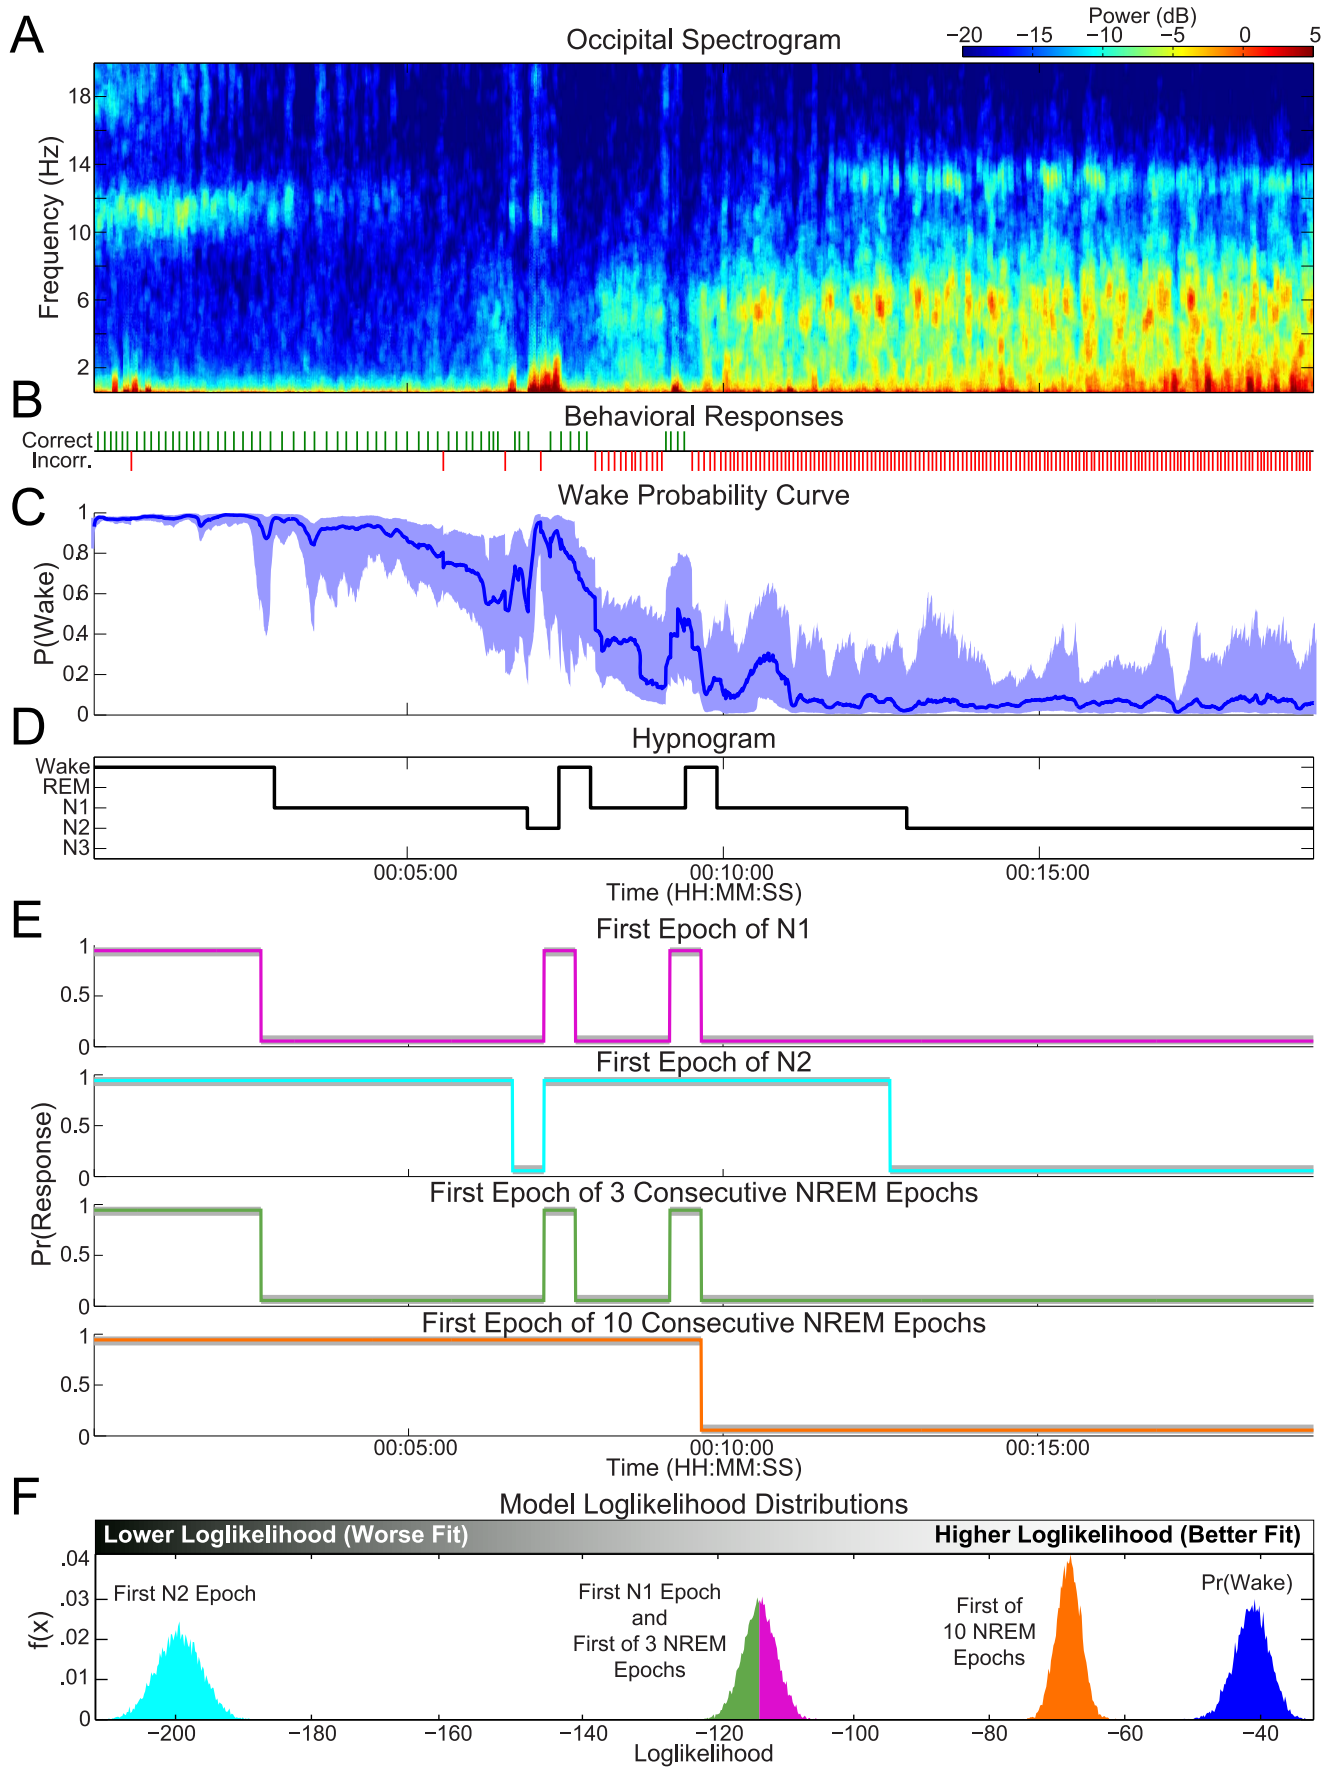 A
Occipital Spectrogram
Power (dB)
−20 −15 −10 −5 0 5
Frequency (Hz)
18
14
10
6
2
B
Behavioral Responses
Correct
Incorr.
C
Wake Probability Curve
P(Wake)
1
0.8
0.6
0.4
0.2
0
D
Hypnogram
Wake
REM
N1
N2
N3
00:05:00 00:10:00 00:15:00
Time (HH:MM:SS)
E
First Epoch of N1
1
0.5
0
First Epoch of N2
1
0.5
0
Pr(Response)
First Epoch of 3 Consecutive NREM Epochs
1
0.5
0
First Epoch of 10 Consecutive NREM Epochs
1
0.5
0
00:05:00 00:10:00 00:15:00
Time (HH:MM:SS)
F
Model Loglikelihood Distributions
Lower Loglikelihood (Worse Fit)
Higher Loglikelihood (Better Fit)
f(x)
.04
.03
.02
.01
0
First N2 Epoch
First N1 Epoch
and
First of 3 NREM
Epochs
First of
10 NREM
Epochs
Pr(Wake)
−200 −180 −160 −140 −120 −100 −80 −60 −40
Loglikelihood